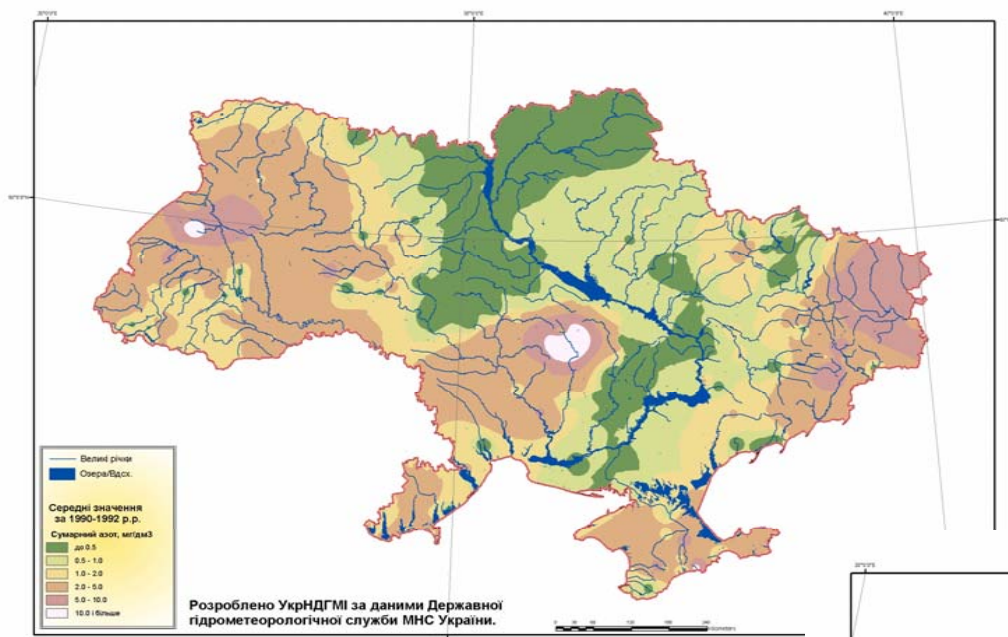 Великі річки
Озера/Вдсх.
Середні значення
за 1990-1992 р.р.
Сумарний азот, мг/дм3
до 0.5
0.5 - 1.0
1.0 - 2.0
2.0 - 5.0
5.0 - 10.0
10.0 і більше
Розроблено УкрНДГМІ за даними Державної
гідрометеорологічної служби МНС України.